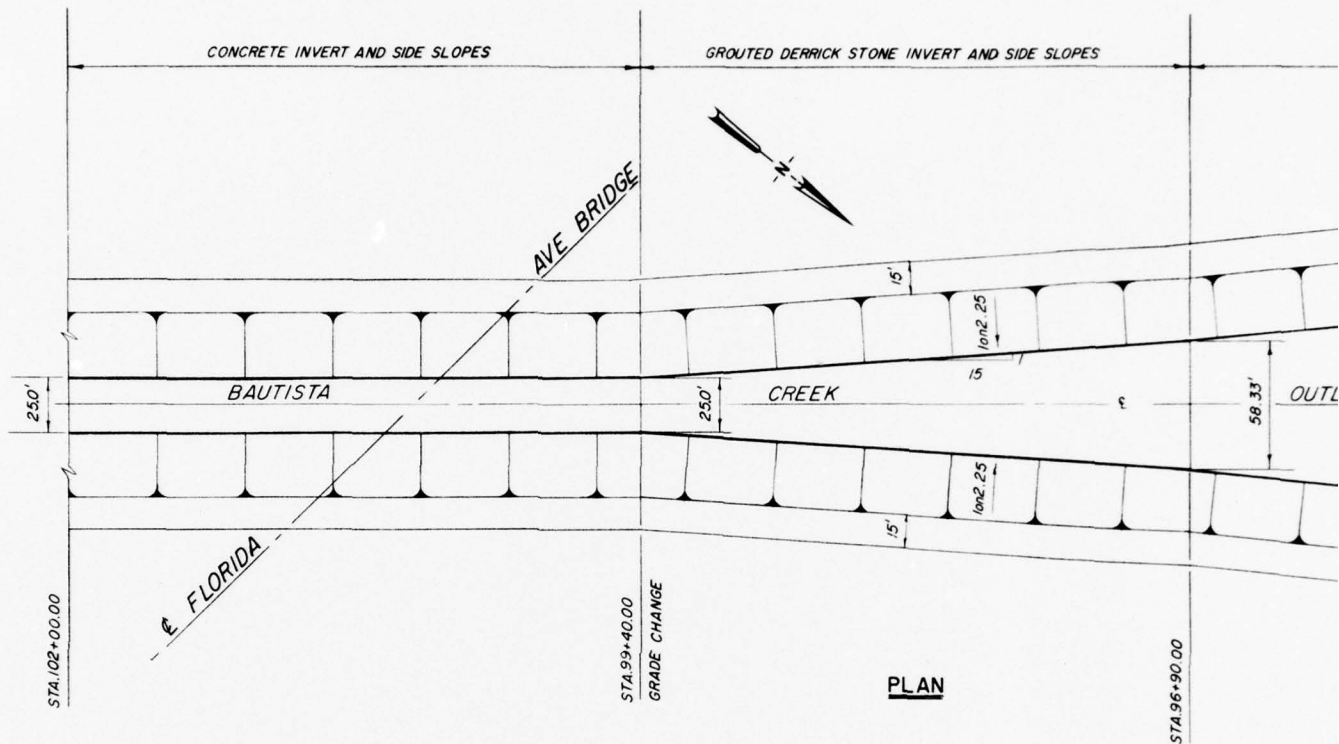 CONCRETE INVERT AND SIDE SLOPES
GROUTED DERRICK STONE INVERT AND SIDE SLOPES
N
℄ FLORIDA AVE BRIDGE
15'
1on2.25
15
1
25.0'
BAUTISTA CREEK OUTL
25.0'
℄
58.33'
1on2.25
15'
STA.102+00.00
STA.99+40.00
GRADE CHANGE
STA.96+90.00
PLAN